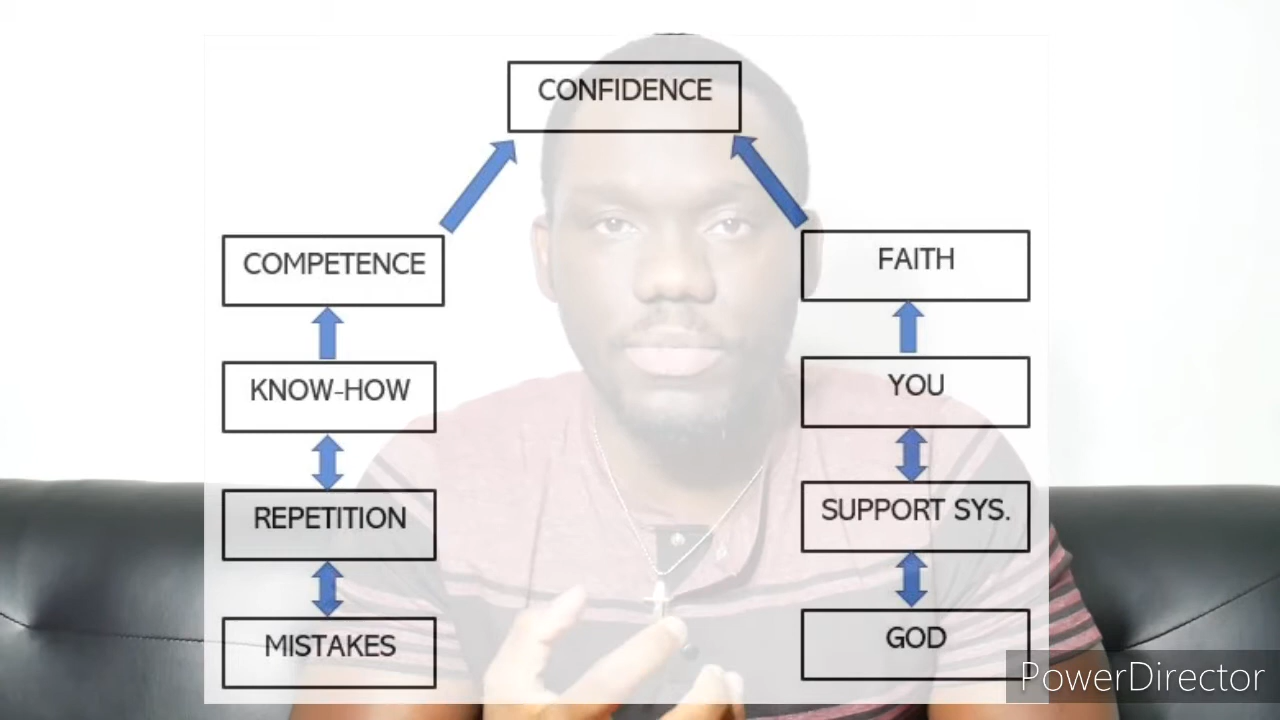 CONFIDENCE
COMPETENCE
FAITH
KNOW-HOW
YOU
REPETITION
SUPPORT SYS.
MISTAKES
GOD
PowerDirector